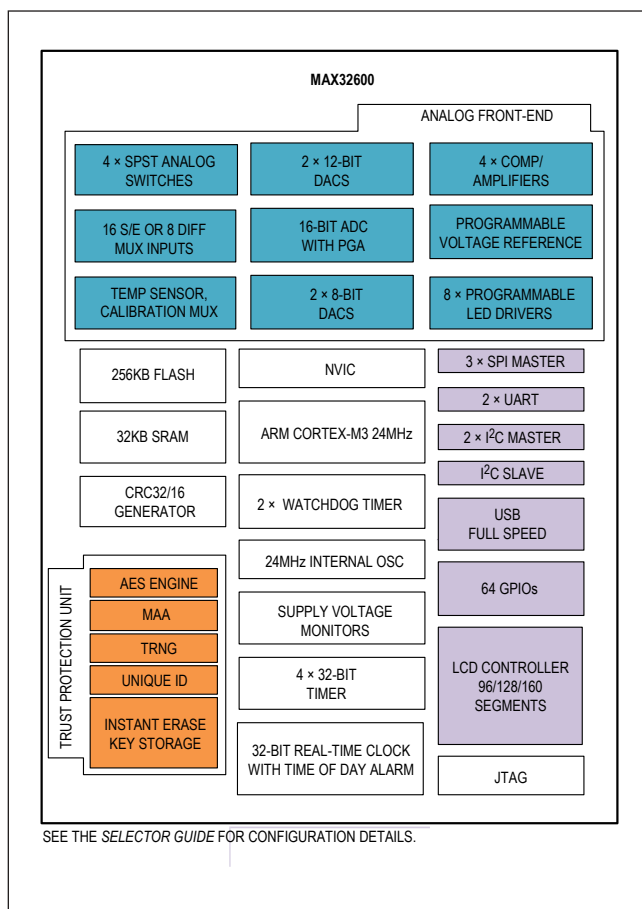 MAX32600
ANALOG FRONT-END
4 × SPST ANALOG
SWITCHES
2 × 12-BIT
DACS
4 × COMP/
AMPLIFIERS
16 S/E OR 8 DIFF
MUX INPUTS
16-BIT ADC
WITH PGA
PROGRAMMABLE
VOLTAGE REFERENCE
TEMP SENSOR,
CALIBRATION MUX
2 × 8-BIT
DACS
8 × PROGRAMMABLE
LED DRIVERS
256KB FLASH
32KB SRAM
CRC32/16
GENERATOR
TRUST PROTECTION UNIT
AES ENGINE
MAA
TRNG
UNIQUE ID
INSTANT ERASE
KEY STORAGE
NVIC
ARM CORTEX-M3 24MHz
2 × WATCHDOG TIMER
24MHz INTERNAL OSC
SUPPLY VOLTAGE
MONITORS
4 × 32-BIT
TIMER
32-BIT REAL-TIME CLOCK
WITH TIME OF DAY ALARM
3 × SPI MASTER
2 × UART
2 × I²C MASTER
I²C SLAVE
USB
FULL SPEED
64 GPIOs
LCD CONTROLLER
96/128/160
SEGMENTS
JTAG
SEE THE SELECTOR GUIDE FOR CONFIGURATION DETAILS.